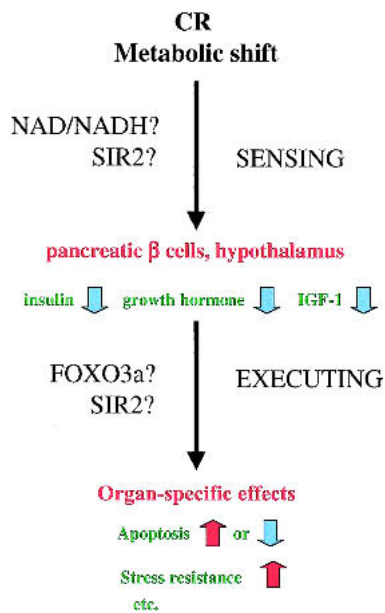 CR
Metabolic shift
NAD/NADH?
SIR2?
SENSING
pancreatic β cells, hypothalamus
insulin growth hormone IGF-1
FOXO3a?
SIR2?
EXECUTING
Organ-specific effects
Apoptosis or
Stress resistance
etc.